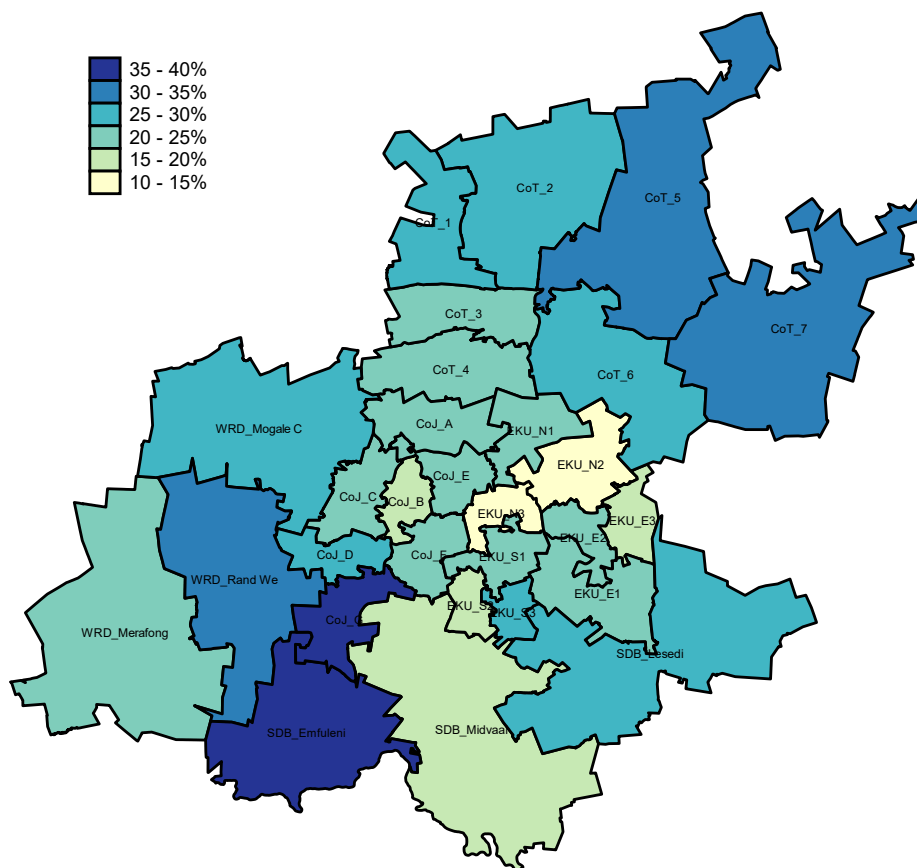 35 - 40%
30 - 35%
25 - 30%
20 - 25%
15 - 20%
10 - 15%
CoT_2
CoT_5
CoT_1
CoT_3
CoT_7
CoT_4
CoT_6
CoJ_A
WRD_Mogale C
EKU_N1
EKU_N2
CoJ_E
CoJ_C
CoJ_B
EKU_N3
EKU_E3
EKU_E2
CoJ_D
CoJ_F
EKU_S1
WRD_Rand We
EKU_E1
EKU_S2
EKU_S3
CoJ_G
WRD_Merafong
SDB_Lesedi
SDB_Emfuleni
SDB_Midvaal